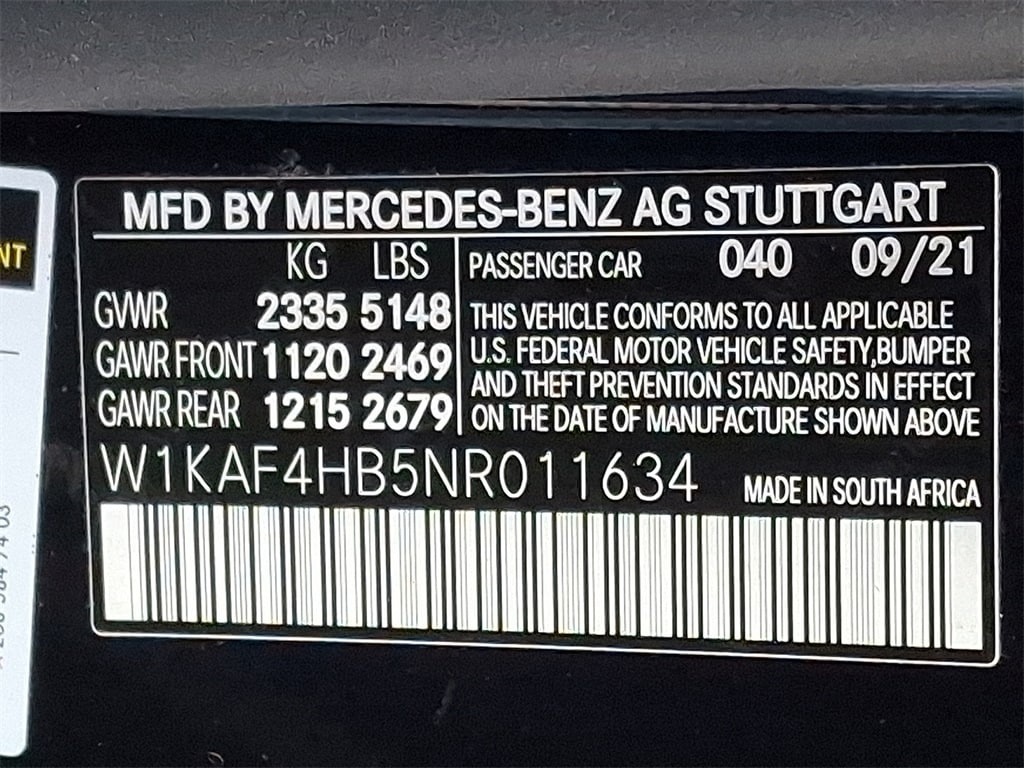 MFD BY MERCEDES-BENZ AG STUTTGART
KG LBS
GVWR 2335 5148
GAWR FRONT 1120 2469
GAWR REAR 1215 2679
PASSENGER CAR 040 09/21
THIS VEHICLE CONFORMS TO ALL APPLICABLE
U.S. FEDERAL MOTOR VEHICLE SAFETY,BUMPER
AND THEFT PREVENTION STANDARDS IN EFFECT
ON THE DATE OF MANUFACTURE SHOWN ABOVE
W1KAF4HB5NR011634 MADE IN SOUTH AFRICA
NT